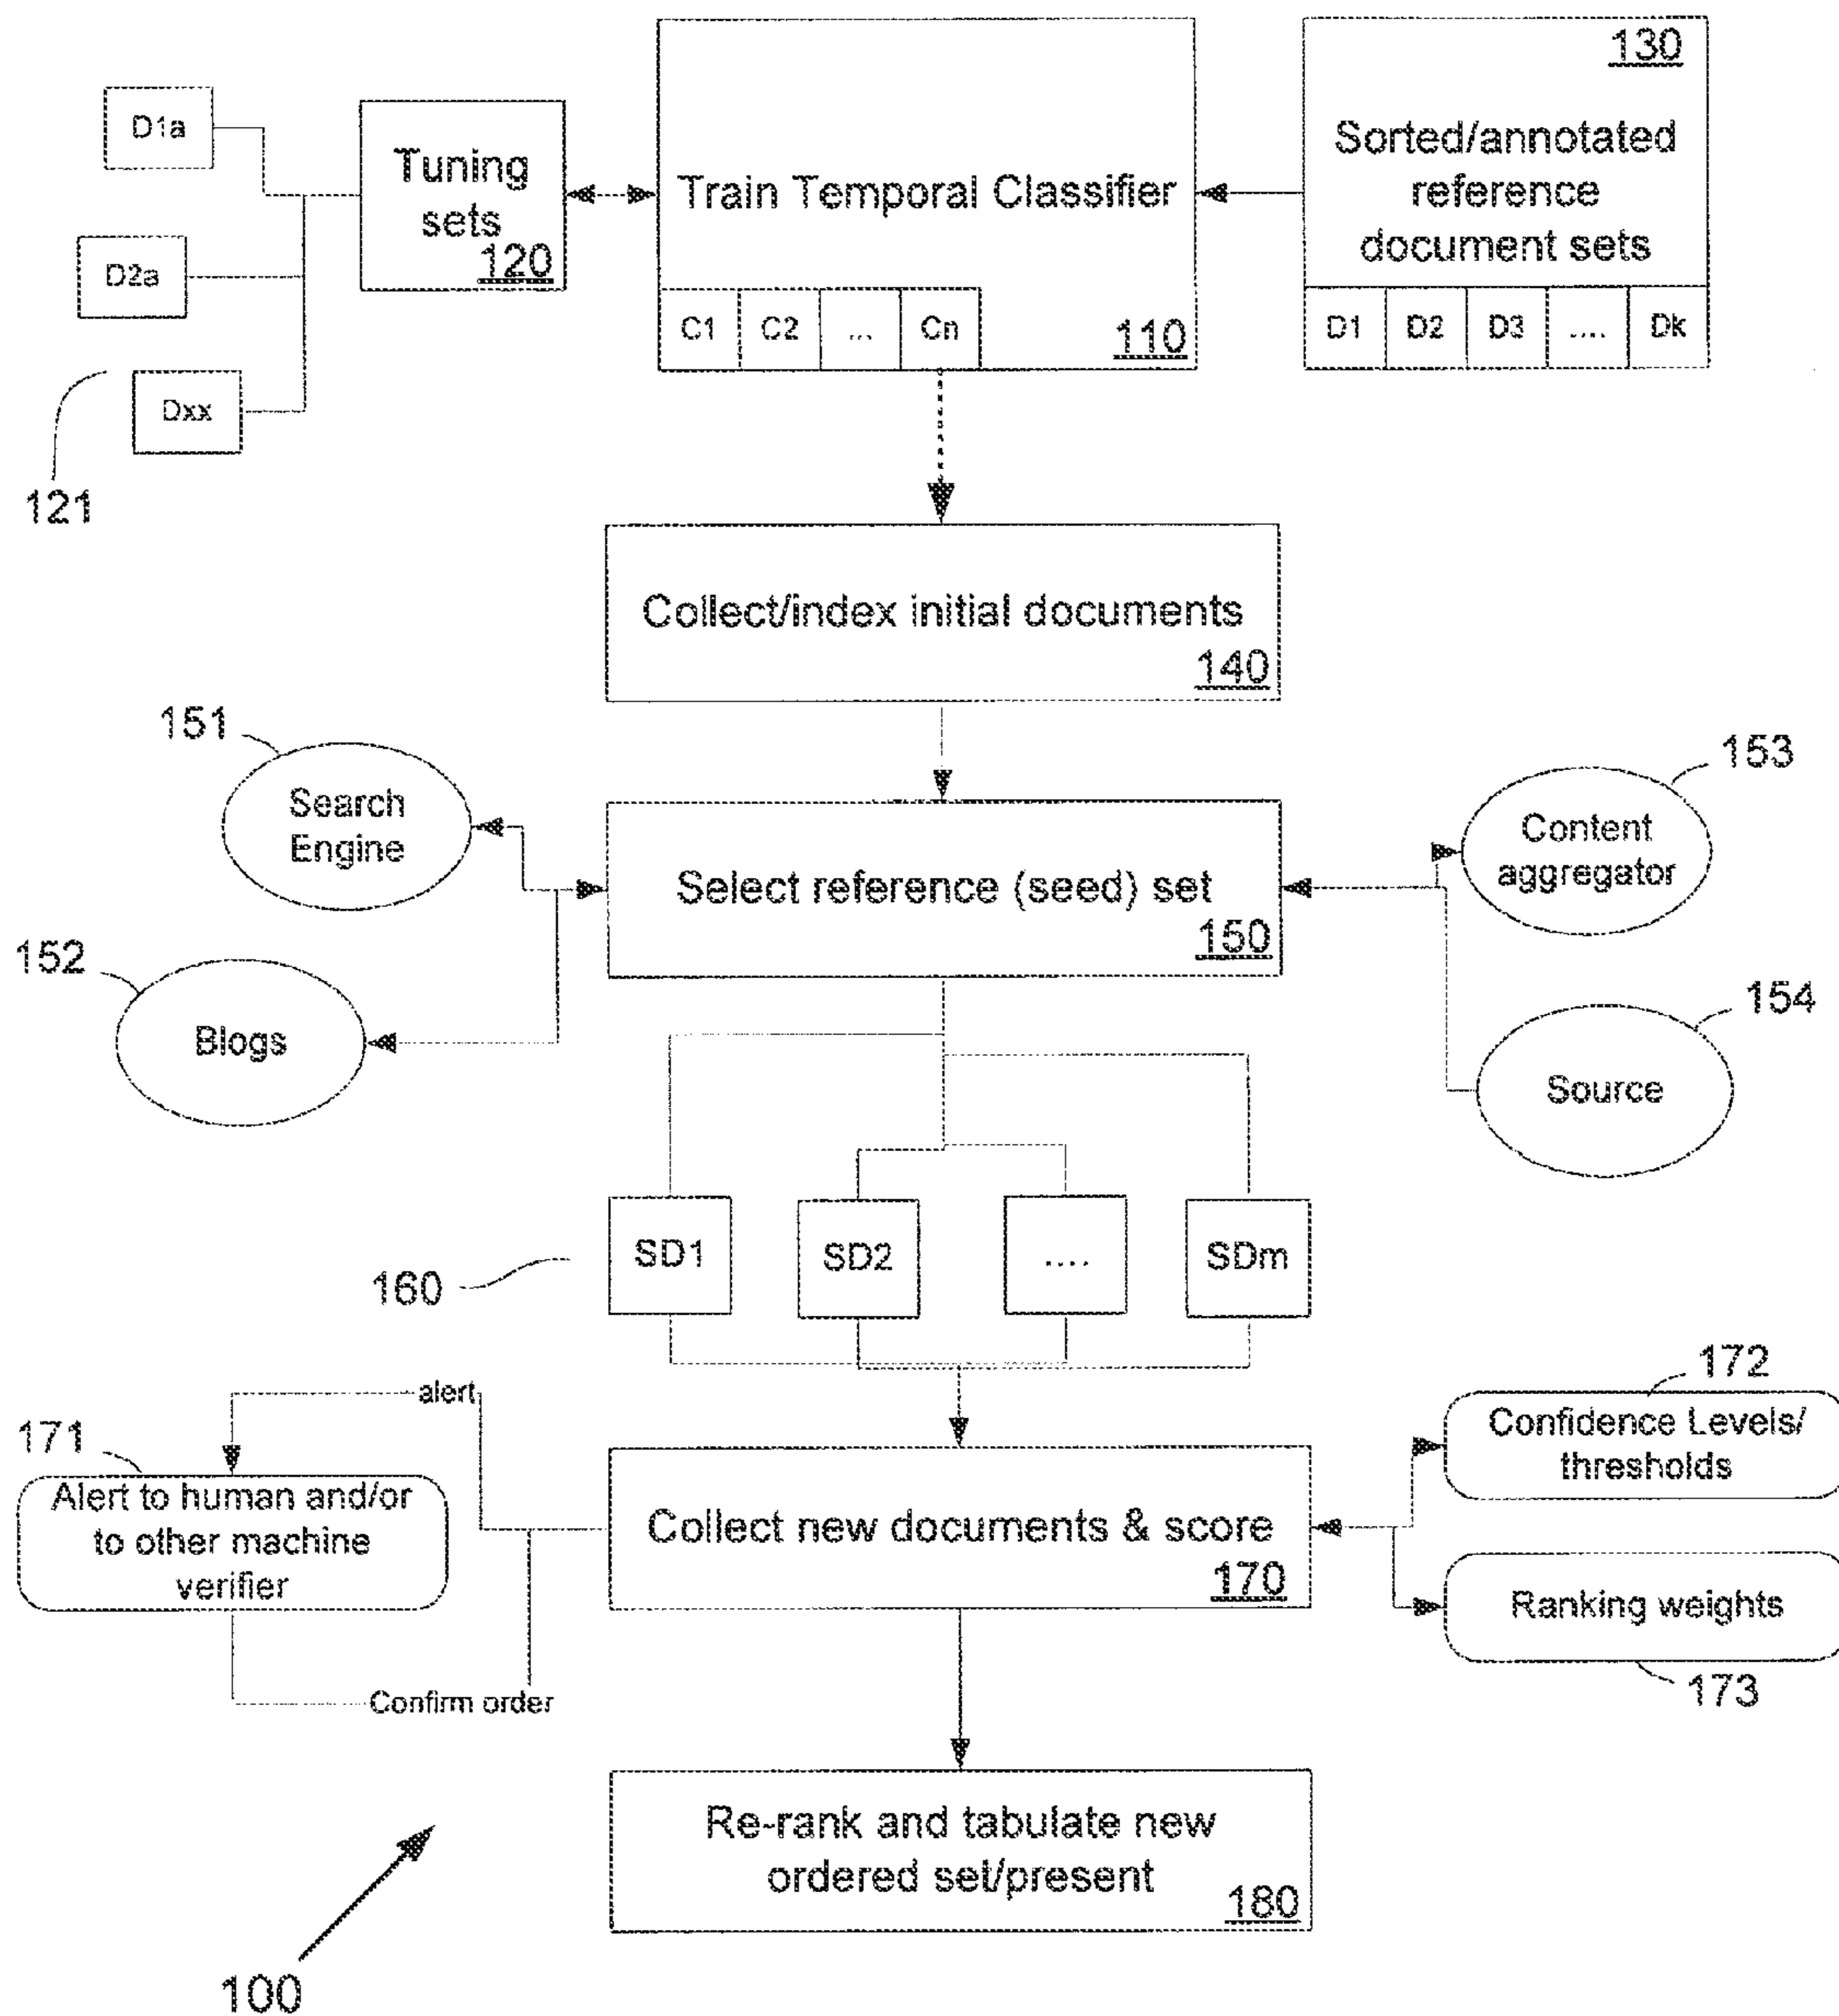 130
D1a
Tuning
sets
120
Train Temporal Classifier
Sorted/annotated
reference
document sets
D2a
C1 C2 ... Cn
110
D1 D2 D3 .... Dk
Dxx
121
Collect/index initial documents
140
151
153
Search
Engine
Content
aggregator
Select reference (seed) set
150
152
154
Blogs
Source
160
SD1 SD2 .... SDm
alert
172
171
Confidence Levels/
thresholds
Alert to human and/or
to other machine
verifier
Collect new documents & score
170
Ranking weights
173
Confirm order
Re-rank and tabulate new
ordered set/present
180
100